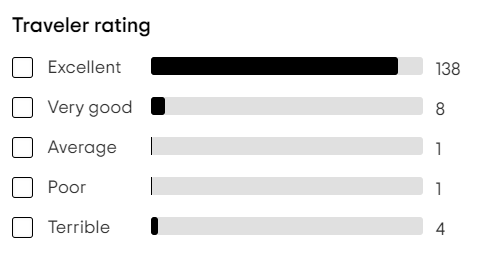 Traveler rating
Excellent 138
Very good 8
Average 1
Poor 1
Terrible 4